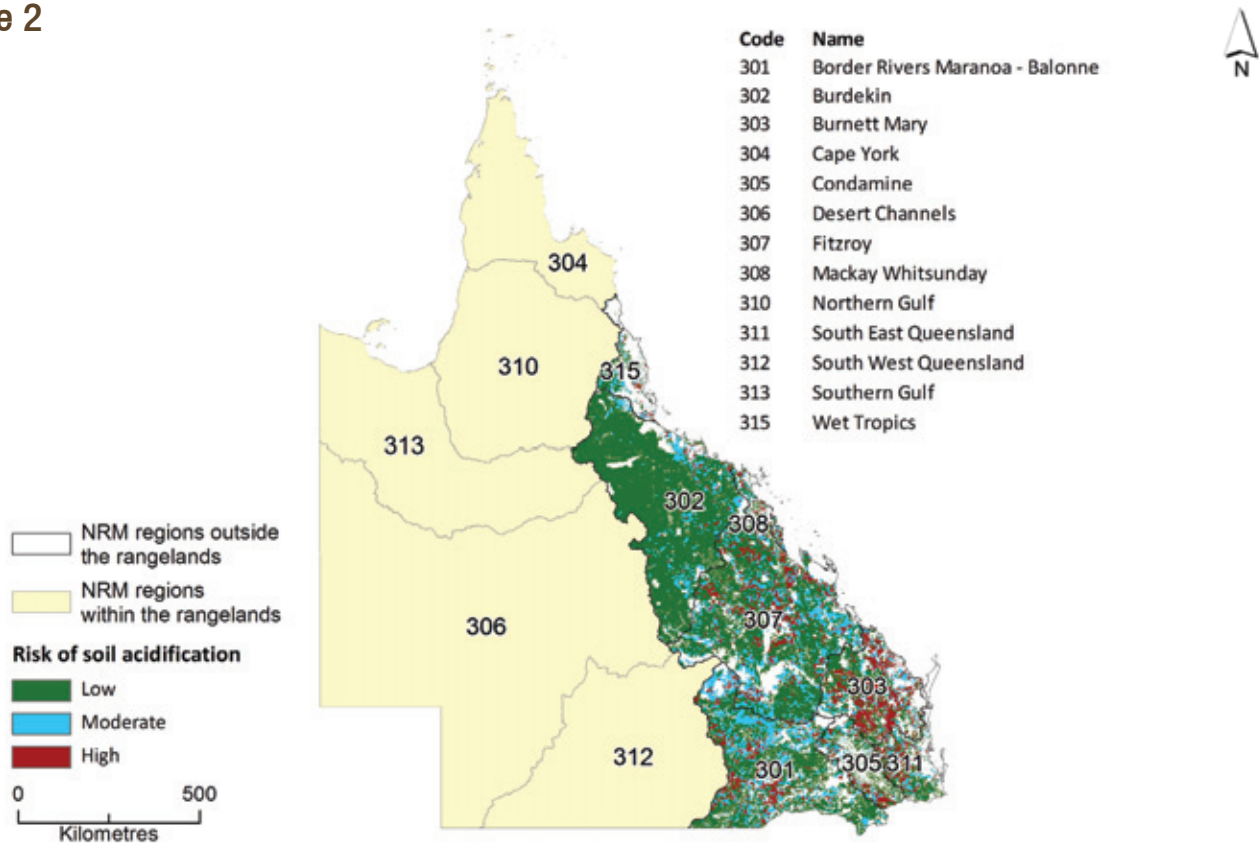 e 2
Code Name
301 Border Rivers Maranoa - Balonne
302 Burdekin
303 Burnett Mary
304 Cape York
305 Condamine
306 Desert Channels
307 Fitzroy
308 Mackay Whitsunday
310 Northern Gulf
311 South East Queensland
312 South West Queensland
313 Southern Gulf
315 Wet Tropics
N
304
310
315
313
302
308
306
307
303
312
301
305
311
NRM regions outside
the rangelands
NRM regions
within the rangelands
Risk of soil acidification
Low
Moderate
High
0 500
Kilometres